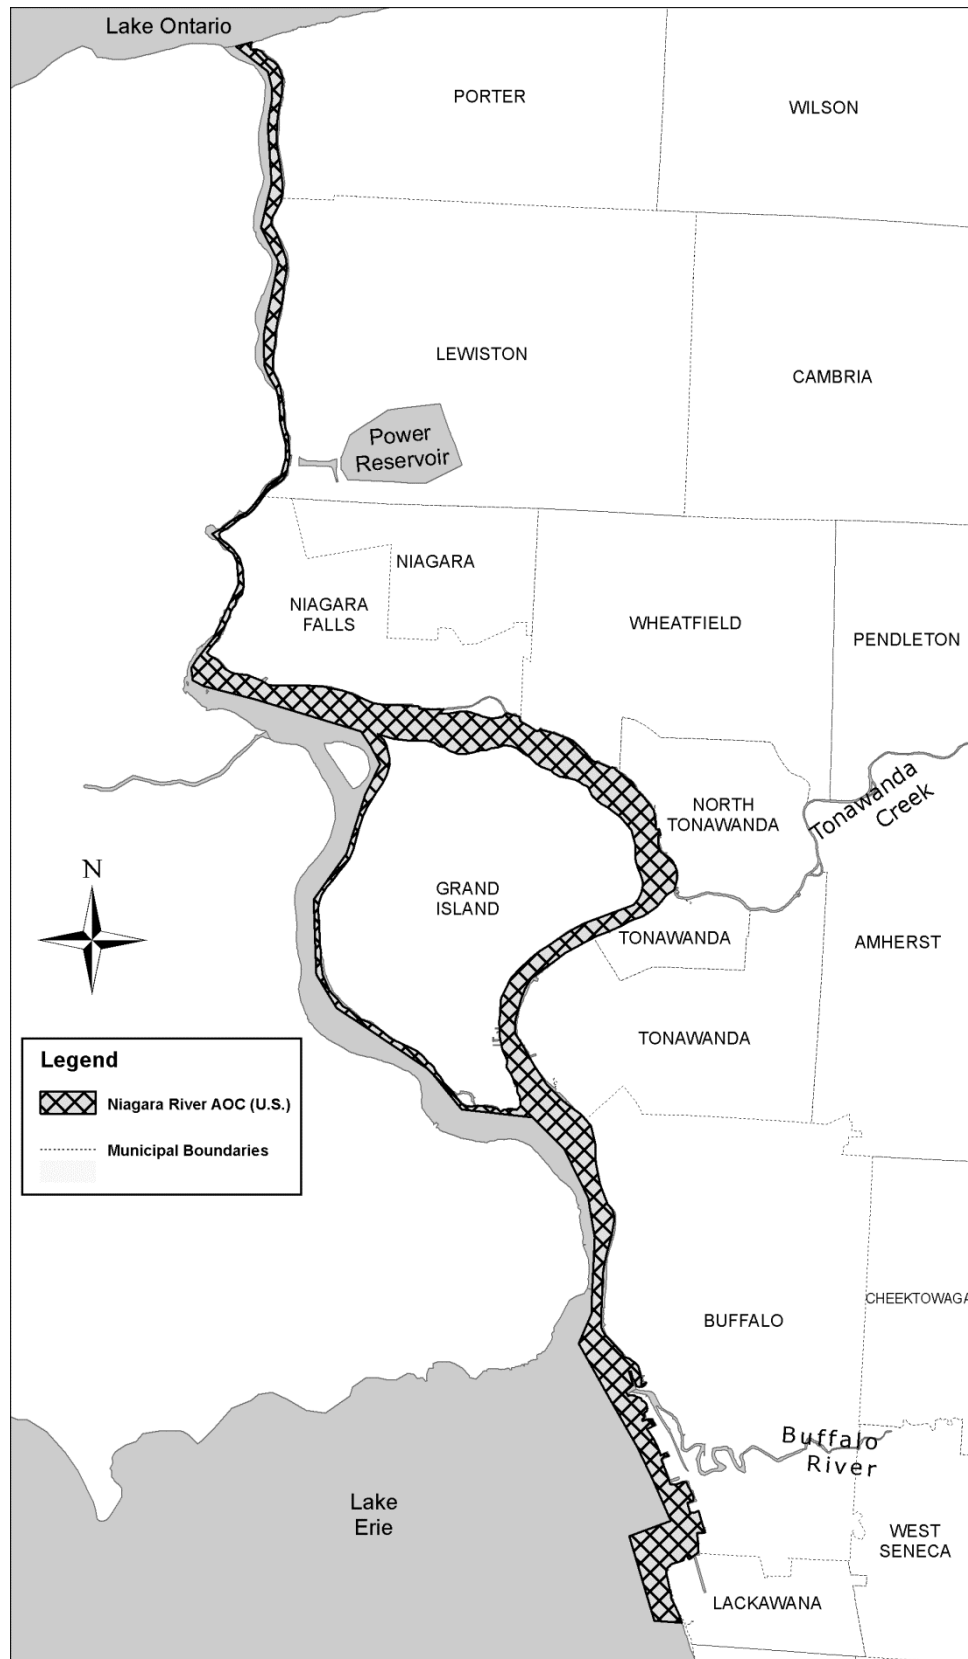 Lake Ontario
PORTER
WILSON
LEWISTON
CAMBRIA
Power
Reservoir
NIAGARA
NIAGARA
FALLS
WHEATFIELD
PENDLETON
NORTH
TONAWANDA
Tonawanda
Creek
N
GRAND
ISLAND
TONAWANDA
AMHERST
TONAWANDA
Legend
Niagara River AOC (U.S.)
Municipal Boundaries
CHEEKTOWAGA
BUFFALO
Buffalo
River
Lake
Erie
WEST
SENECA
LACKAWANA